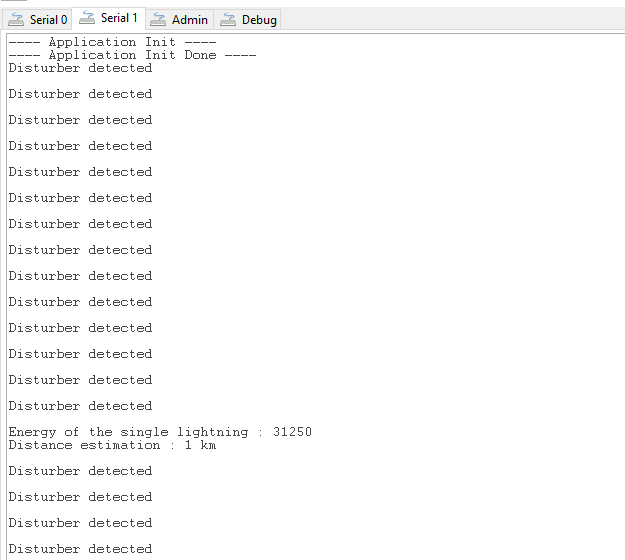 Serial 0 Serial 1 Admin Debug
---- Application Init ----
---- Application Init Done ----
Disturber detected
Disturber detected
Disturber detected
Disturber detected
Disturber detected
Disturber detected
Disturber detected
Disturber detected
Disturber detected
Disturber detected
Disturber detected
Disturber detected
Disturber detected
Disturber detected
Energy of the single lightning : 31250
Distance estimation : 1 km
Disturber detected
Disturber detected
Disturber detected
Disturber detected